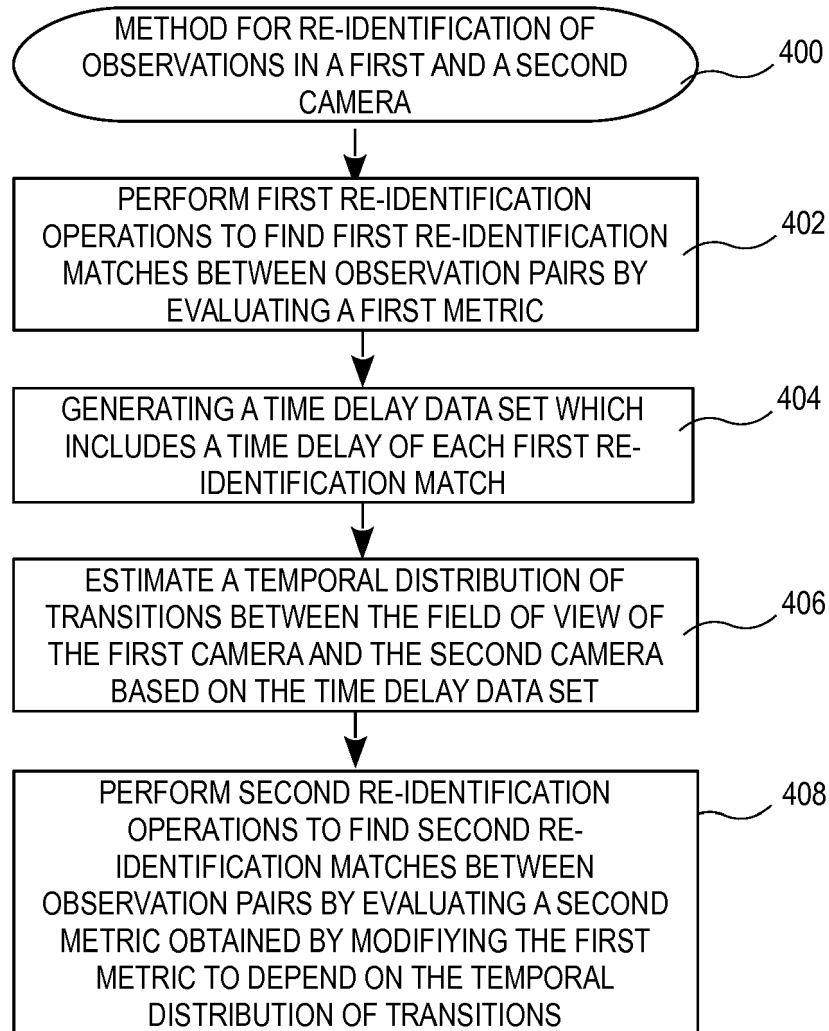 METHOD FOR RE-IDENTIFICATION OF
OBSERVATIONS IN A FIRST AND A SECOND
CAMERA
400
PERFORM FIRST RE-IDENTIFICATION
OPERATIONS TO FIND FIRST RE-IDENTIFICATION
MATCHES BETWEEN OBSERVATION PAIRS BY
EVALUATING A FIRST METRIC
402
GENERATING A TIME DELAY DATA SET WHICH
INCLUDES A TIME DELAY OF EACH FIRST RE-
IDENTIFICATION MATCH
404
ESTIMATE A TEMPORAL DISTRIBUTION OF
TRANSITIONS BETWEEN THE FIELD OF VIEW OF
THE FIRST CAMERA AND THE SECOND CAMERA
BASED ON THE TIME DELAY DATA SET
406
PERFORM SECOND RE-IDENTIFICATION
OPERATIONS TO FIND SECOND RE-
IDENTIFICATION MATCHES BETWEEN
OBSERVATION PAIRS BY EVALUATING A SECOND
METRIC OBTAINED BY MODIFIYING THE FIRST
METRIC TO DEPEND ON THE TEMPORAL
DISTRIBUTION OF TRANSITIONS
408